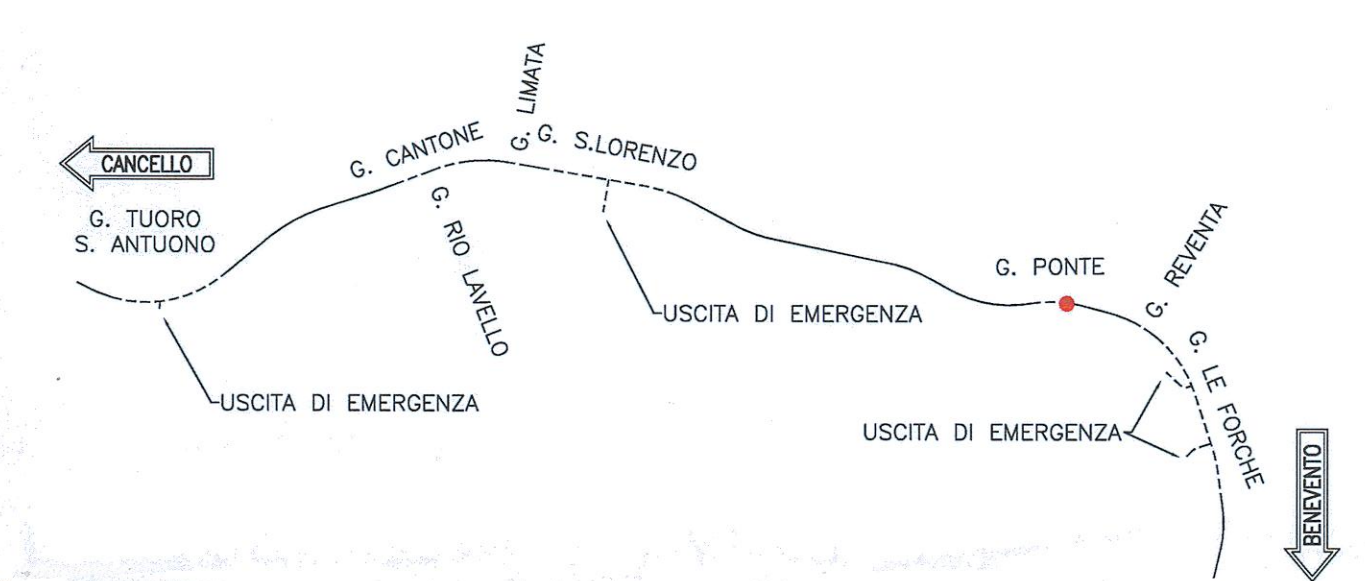 G. LIMATA
G. CANTONE
G. S.LORENZO
CANCELLO
G. TUORO
S. ANTUONO
G. RIO LAVELLO
G. REVENTA
G. PONTE
USCITA DI EMERGENZA
G. LE FORCHE
USCITA DI EMERGENZA
USCITA DI EMERGENZA
BENEVENTO